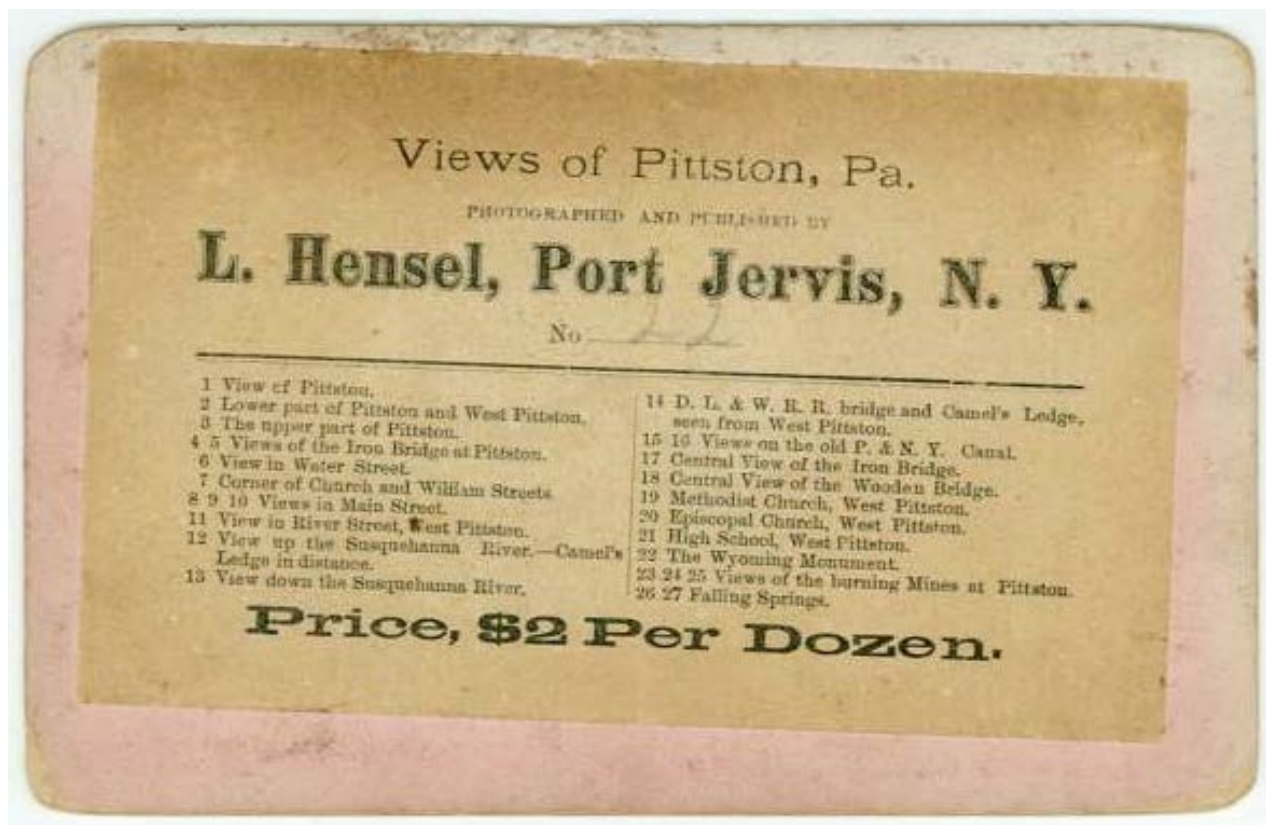 Views of Pittston, Pa.
PHOTOGRAPHED AND PUBLISHED BY
L. Hensel, Port Jervis, N. Y.
No 22
1 View of Pittston.
2 Lower part of Pittston and West Pittston.
3 The upper part of Pittston.
4 5 Views of the Iron Bridge at Pittston.
6 View in Water Street.
7 Corner of Church and William Streets
8 9 10 Views in Main Street.
11 View in River Street, West Pittston.
12 View up the Susquehanna River.—Camel's
Ledge in distance.
13 View down the Susquehanna River.
14 D. L. & W. R. R. bridge and Camel's Ledge,
seen from West Pittston.
15 16 Views on the old P. & N. Y. Canal.
17 Central View of the Iron Bridge.
18 Central View of the Wooden Bridge.
19 Methodist Church, West Pittston.
20 Episcopal Church, West Pittston.
21 High School, West Pittston.
22 The Wyoming Monument.
23 24 25 Views of the burning Mines at Pittston.
26 27 Falling Springs.
Price, $2 Per Dozen.